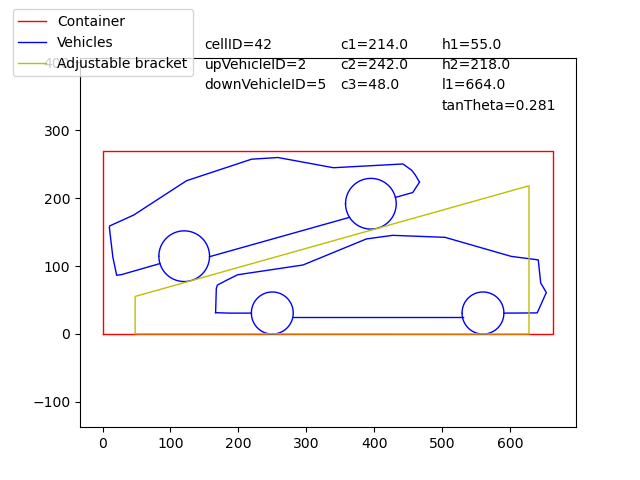 Container
Vehicles
Adjustable bracket
cellID=42 c1=214.0 h1=55.0
upVehicleID=2 c2=242.0 h2=218.0
downVehicleID=5 c3=48.0 l1=664.0
tanTheta=0.281
400
300
200
100
0
−100
0 100 200 300 400 500 600